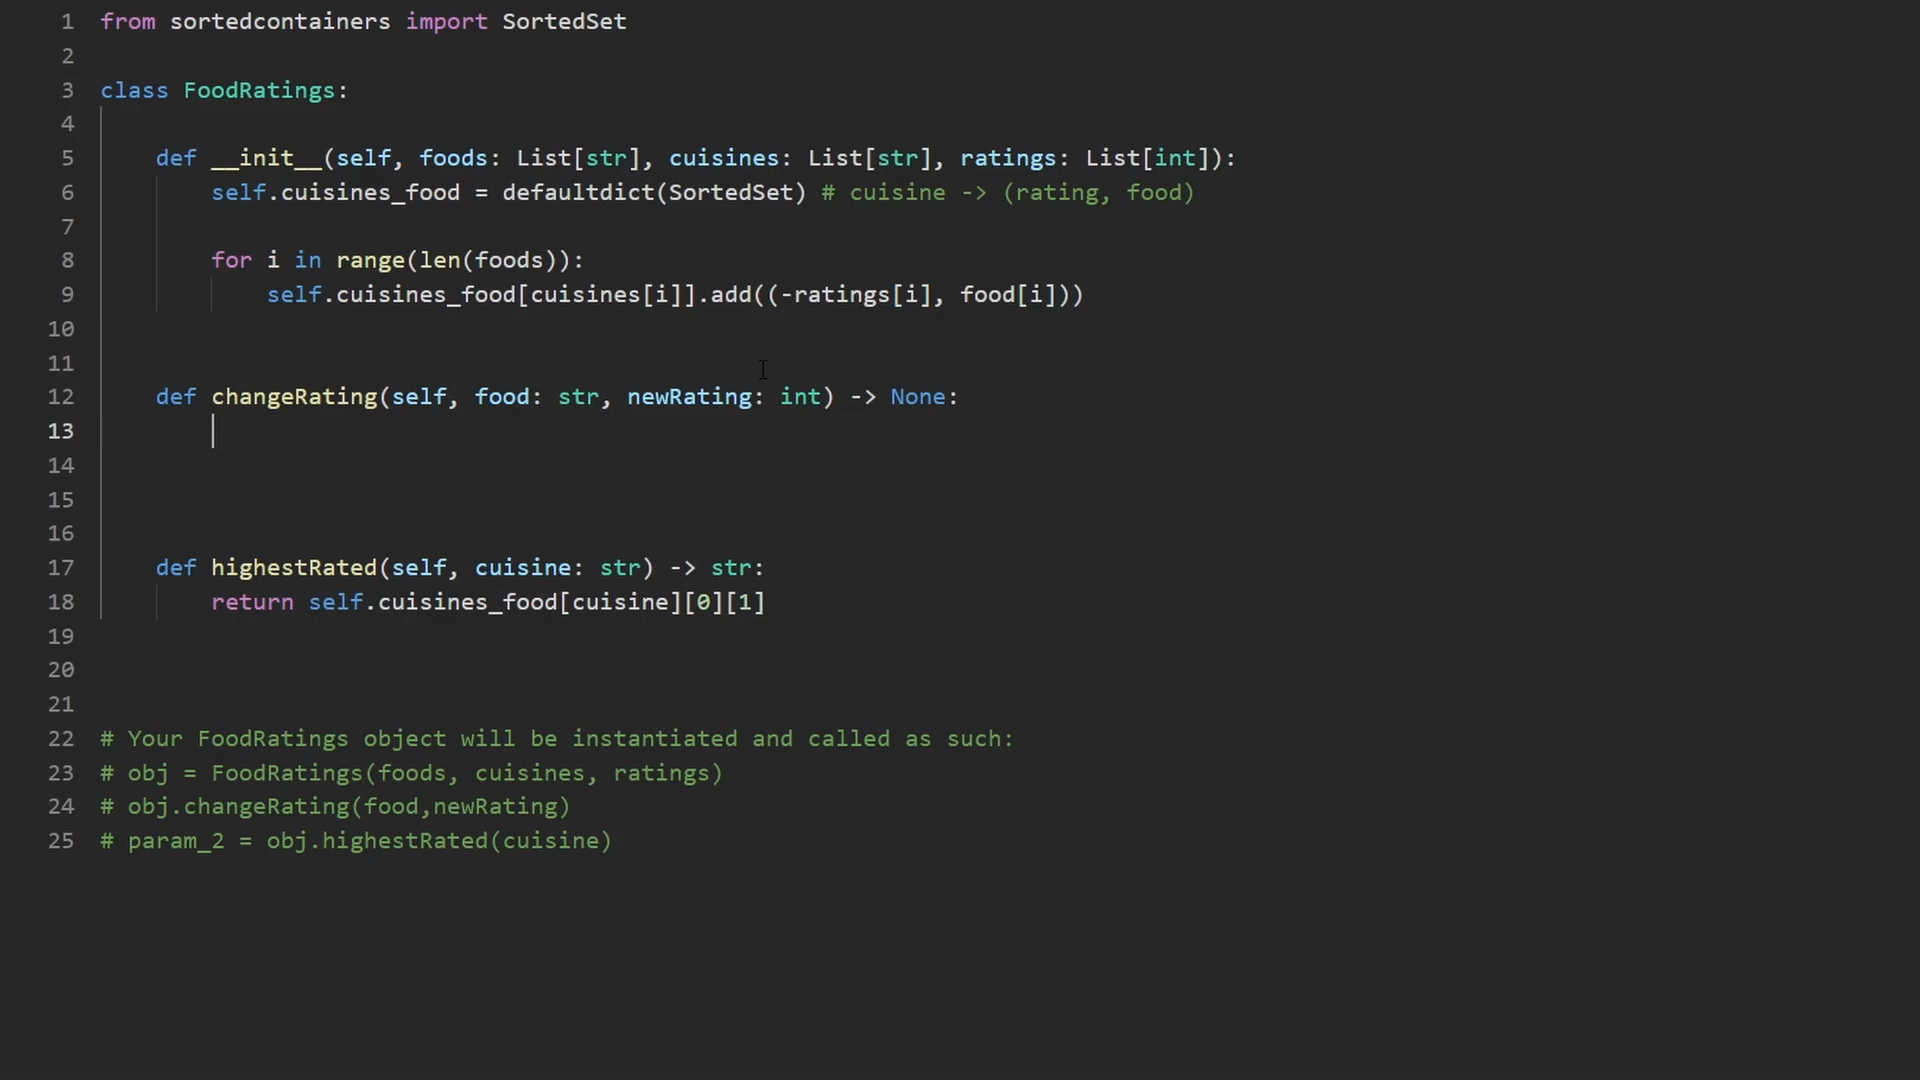 1 from sortedcontainers import SortedSet
2
3 class FoodRatings:
4
5     def __init__(self, foods: List[str], cuisines: List[str], ratings: List[int]):
6         self.cuisines_food = defaultdict(SortedSet) # cuisine -> (rating, food)
7
8         for i in range(len(foods)):
9             self.cuisines_food[cuisines[i]].add((-ratings[i], food[i]))
10
11
12     def changeRating(self, food: str, newRating: int) -> None:
13
14
15
16
17     def highestRated(self, cuisine: str) -> str:
18         return self.cuisines_food[cuisine][0][1]
19
20
21
22 # Your FoodRatings object will be instantiated and called as such:
23 # obj = FoodRatings(foods, cuisines, ratings)
24 # obj.changeRating(food,newRating)
25 # param_2 = obj.highestRated(cuisine)